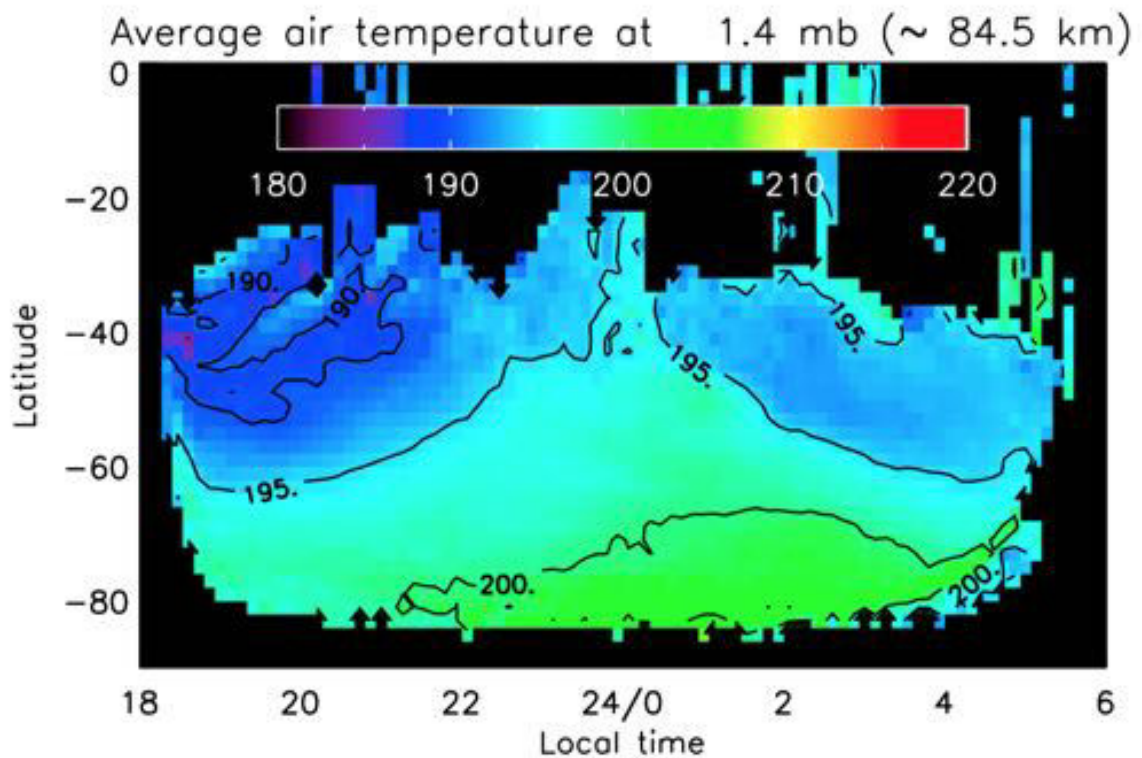 Average air temperature at 1.4 mb (~ 84.5 km)
0
180 190 200 210 220
-20
190.
190.
-40
195.
195.
Latitude
-60
195.
200.
200.
-80
18 20 22 24/0 2 4 6
Local time